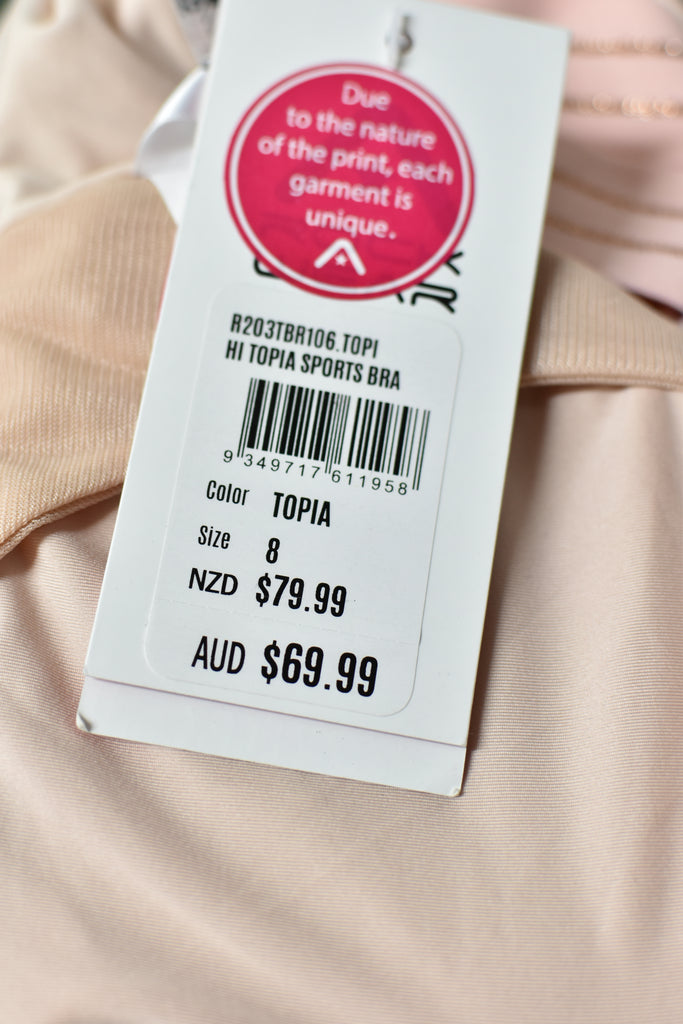 Due
to the nature
of the print, each
garment is
unique.
R203TBR106.TOPI
HI TOPIA SPORTS BRA
9 349717 611958
Color TOPIA
Size 8
NZD $79.99
AUD $69.99